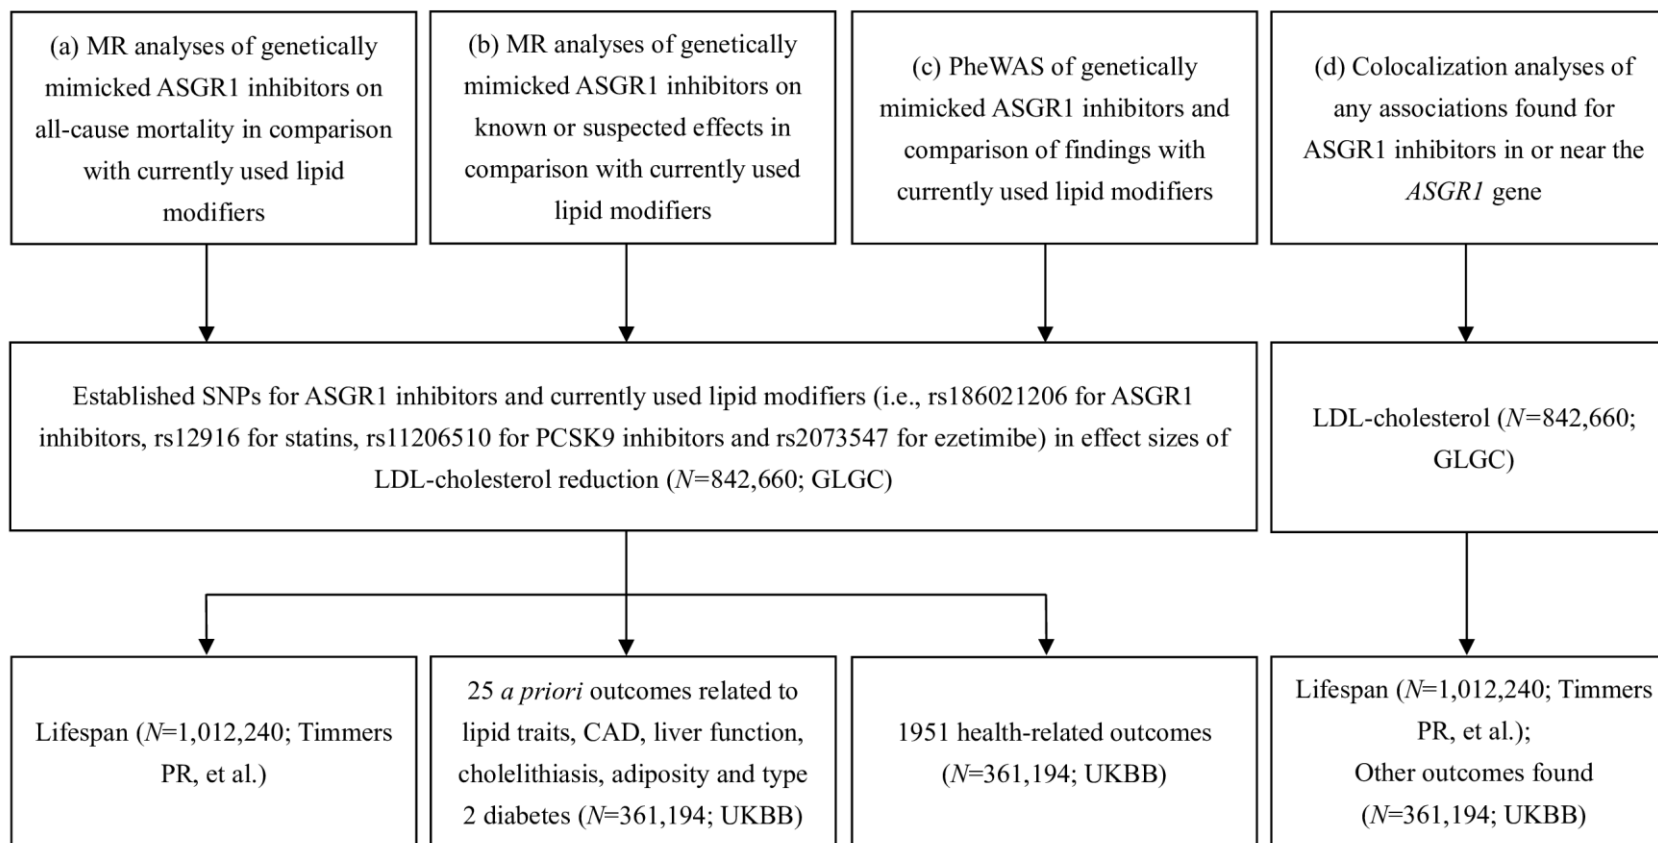 (a) MR analyses of genetically
mimicked ASGR1 inhibitors on
all-cause mortality in comparison
with currently used lipid
modifiers
(b) MR analyses of genetically
mimicked ASGR1 inhibitors on
known or suspected effects in
comparison with currently used
lipid modifiers
(c) PheWAS of genetically
mimicked ASGR1 inhibitors and
comparison of findings with
currently used lipid modifiers
(d) Colocalization analyses of
any associations found for
ASGR1 inhibitors in or near the
ASGR1 gene
Established SNPs for ASGR1 inhibitors and currently used lipid modifiers (i.e., rs186021206 for ASGR1
inhibitors, rs12916 for statins, rs11206510 for PCSK9 inhibitors and rs2073547 for ezetimibe) in effect sizes of
LDL-cholesterol reduction (N=842,660; GLGC)
LDL-cholesterol (N=842,660;
GLGC)
Lifespan (N=1,012,240; Timmers
PR, et al.)
25 a priori outcomes related to
lipid traits, CAD, liver function,
cholelithiasis, adiposity and type
2 diabetes (N=361,194; UKBB)
1951 health-related outcomes
(N=361,194; UKBB)
Lifespan (N=1,012,240; Timmers
PR, et al.);
Other outcomes found
(N=361,194; UKBB)